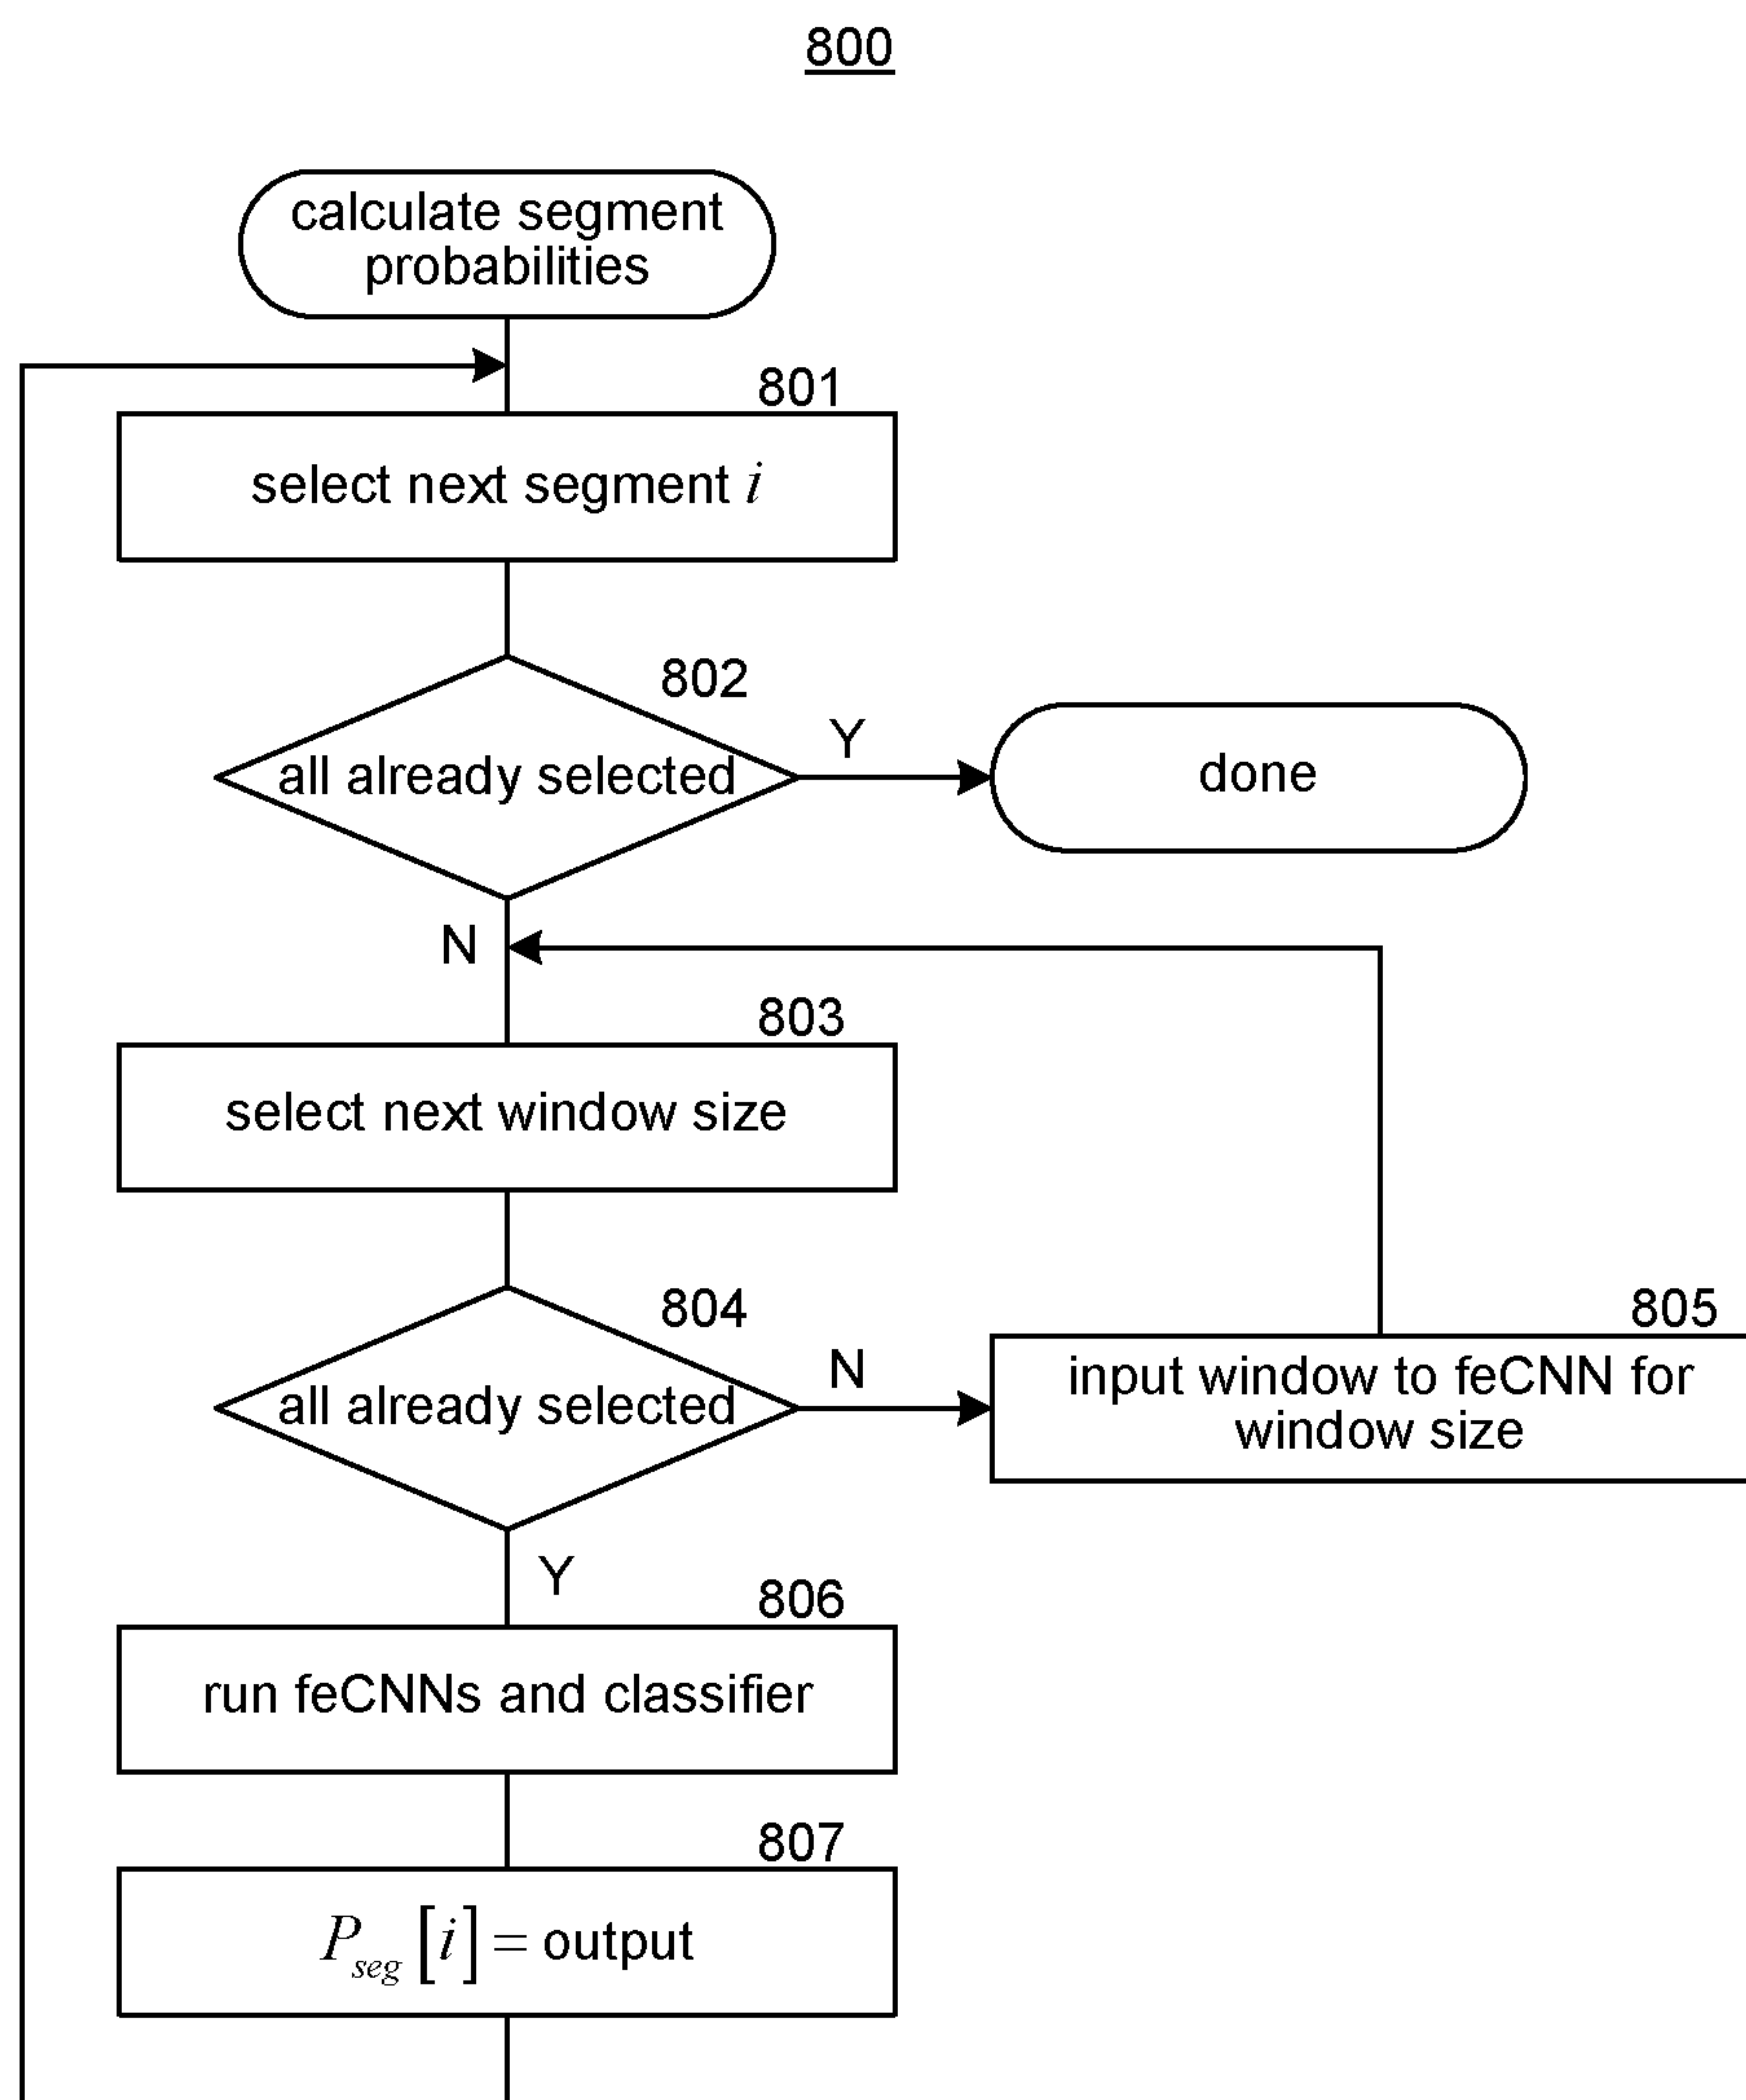 800
calculate segment
probabilities
801
select next segment i
802
all already selected
Y
done
N
803
select next window size
804
all already selected
N
805
input window to feCNN for
window size
Y
806
run feCNNs and classifier
807
P_seg [i] = output